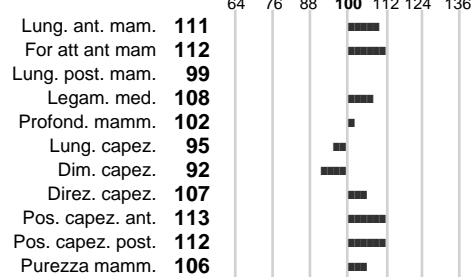 64 76 88 100 112 124 136
Lung. ant. mam. 111
For att ant mam 112
Lung. post. mam. 99
Legam. med. 108
Profond. mamm. 102
Lung. capez. 95
Dim. capez. 92
Direz. capez. 107
Pos. capez. ant. 113
Pos. capez. post. 112
Purezza mamm. 106